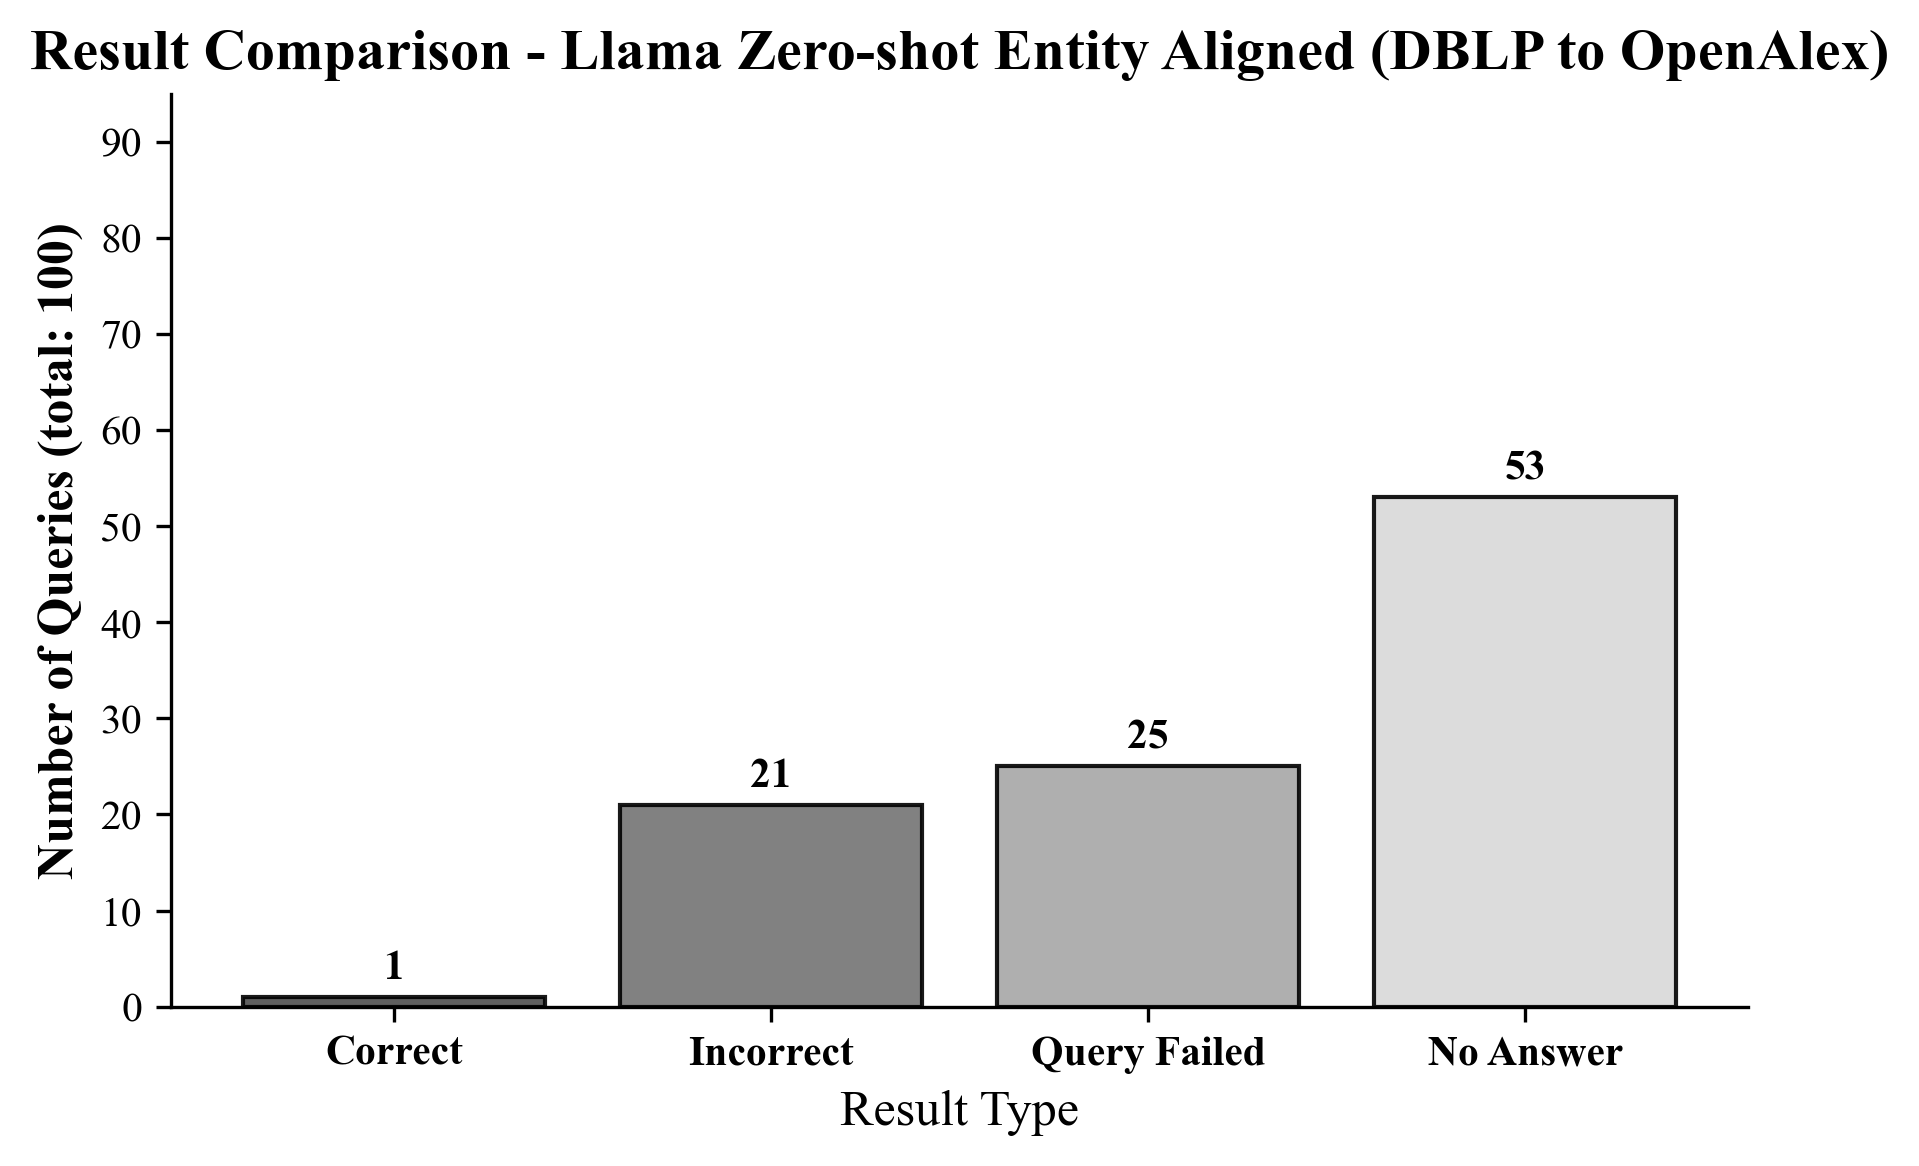 Result Comparison - Llama Zero-shot Entity Aligned (DBLP to OpenAlex)
Number of Queries (total: 100)
90
80
70
60
50
40
30
20
10
0
1
21
25
53
Correct
Incorrect
Query Failed
No Answer
Result Type